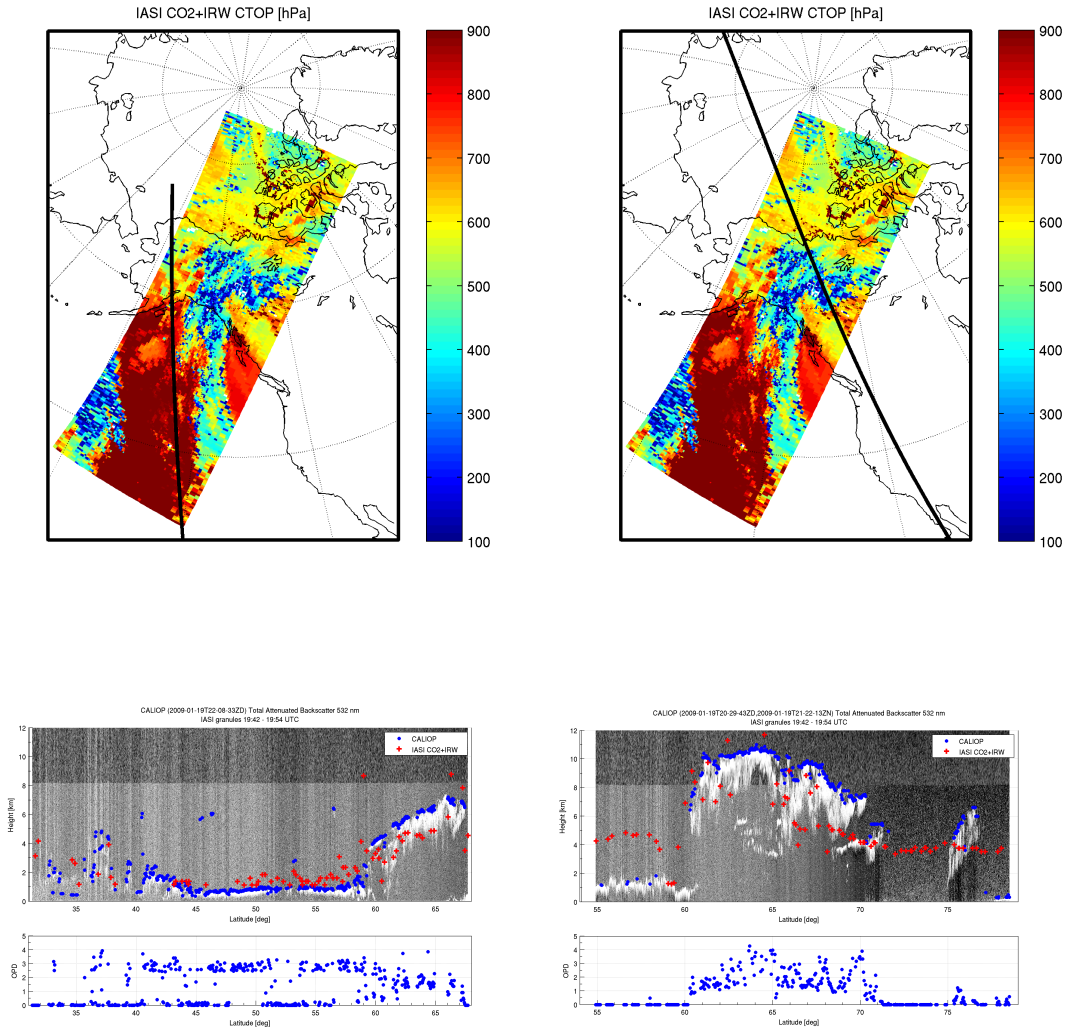 IASI CO2+IRW CTOP [hPa]
900
800
700
600
500
400
300
200
100
IASI CO2+IRW CTOP [hPa]
900
800
700
600
500
400
300
200
100
CALIOP (2009-01-19T22-08-33ZD) Total Attenuated Backscatter 532 nm
IASI granules 19:42 - 19:54 UTC
12
10
8
6
4
2
0
Height [km]
CALIOP
IASI CO2+IRW
35 40 45 50 55 60 65
Latitude [deg]
5
4
3
2
1
0
OPD
35 40 45 50 55 60 65
Latitude [deg]
CALIOP (2009-01-19T20-29-43ZD,2009-01-19T21-22-13ZN) Total Attenuated Backscatter 532 nm
IASI granules 19:42 - 19:54 UTC
12
10
8
6
4
2
0
Height [km]
CALIOP
IASI CO2+IRW
55 60 65 70 75
Latitude [deg]
5
4
3
2
1
0
OPD
55 60 65 70 75
Latitude [deg]